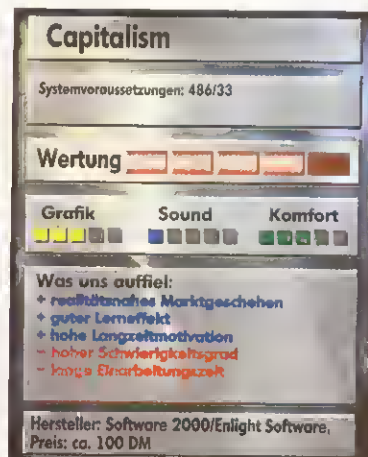 Capitalism
Systemvoraussetzungen: 486/33
Wertung
Grafik Sound Komfort
Was uns auffiel:
+ realitätsnahes Marktgeschehen
+ guter Lerneffekt
+ hohe Langzeitmotivation
- hoher Schwierigkeitsgrad
- lange Einarbeitungszeit
Hersteller: Software 2000/Enlight Software,
Preis: ca. 100 DM